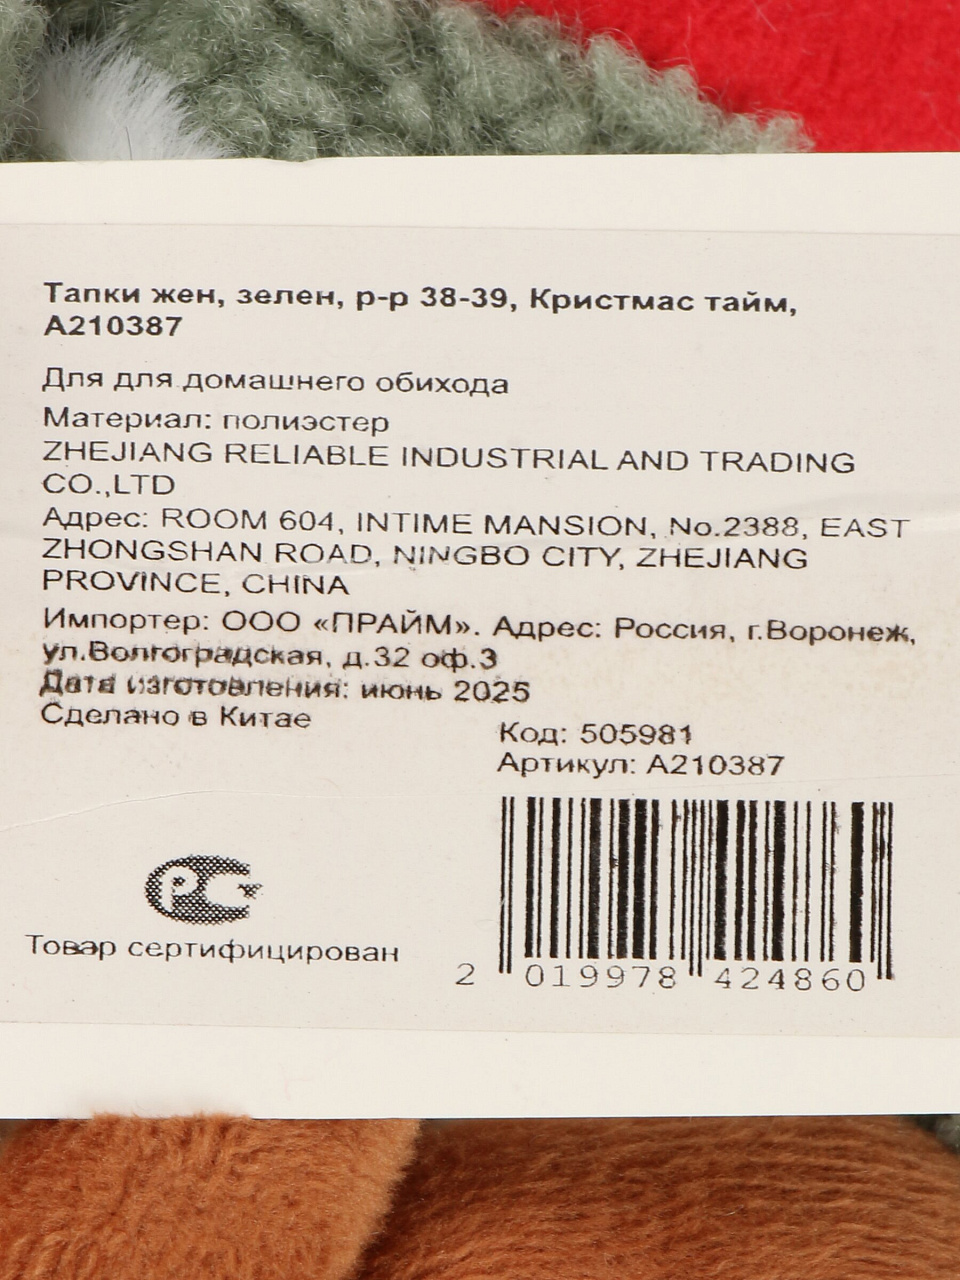 Тапки жен, зелен, р-р 38-39, Кристмас тайм,
А210387
Для для домашнего обихода
Материал: полиэстер
ZHEJIANG RELIABLE INDUSTRIAL AND TRADING
CO.,LTD
Адрес: ROOM 604, INTIME MANSION, No.2388, EAST
ZHONGSHAN ROAD, NINGBO CITY, ZHEJIANG
PROVINCE, CHINA
Импортер: ООО «ПРАЙМ». Адрес: Россия, г.Воронеж,
ул.Волгоградская, д.32 оф.3
Дата изготовления: июнь 2025
Сделано в Китае
Код: 505981
Артикул: А210387
РСТ
Товар сертифицирован
2 019978 424860